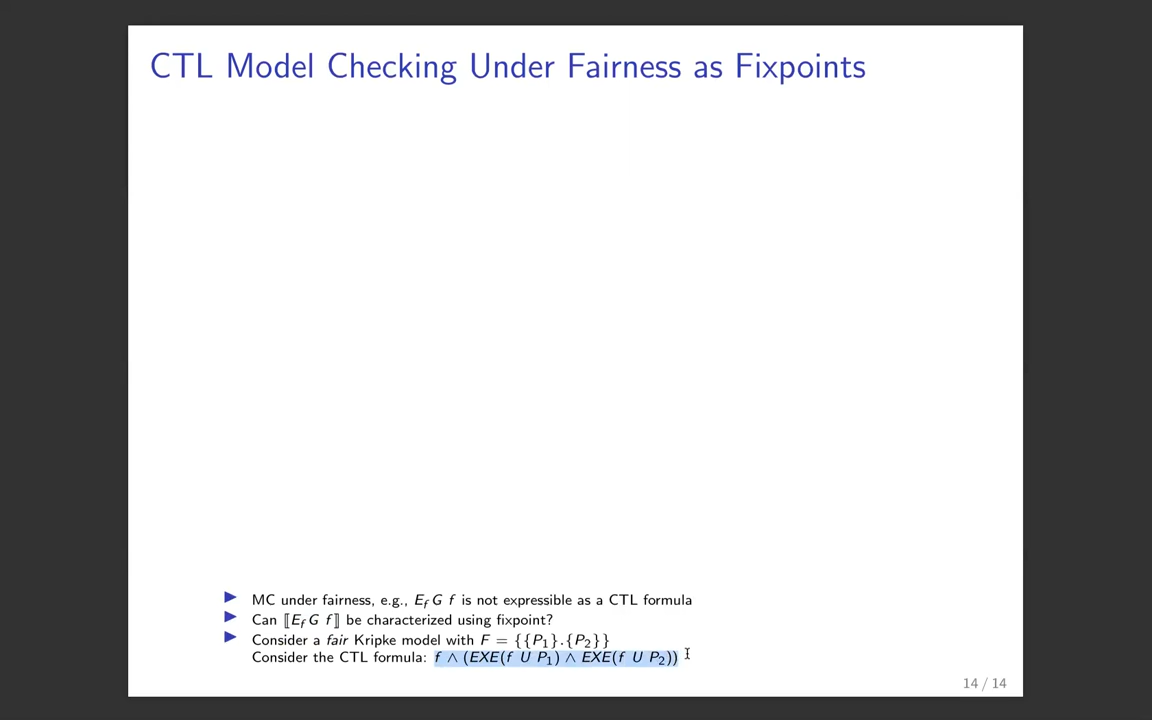 CTL Model Checking Under Fairness as Fixpoints
▶ MC under fairness, e.g., E_f G f is not expressible as a CTL formula
▶ Can ⟦E_f G f⟧ be characterized using fixpoint?
▶ Consider a fair Kripke model with F = {{P₁}.{P₂}}
Consider the CTL formula: f ∧ (EXE(f U P₁) ∧ EXE(f U P₂))
14 / 14